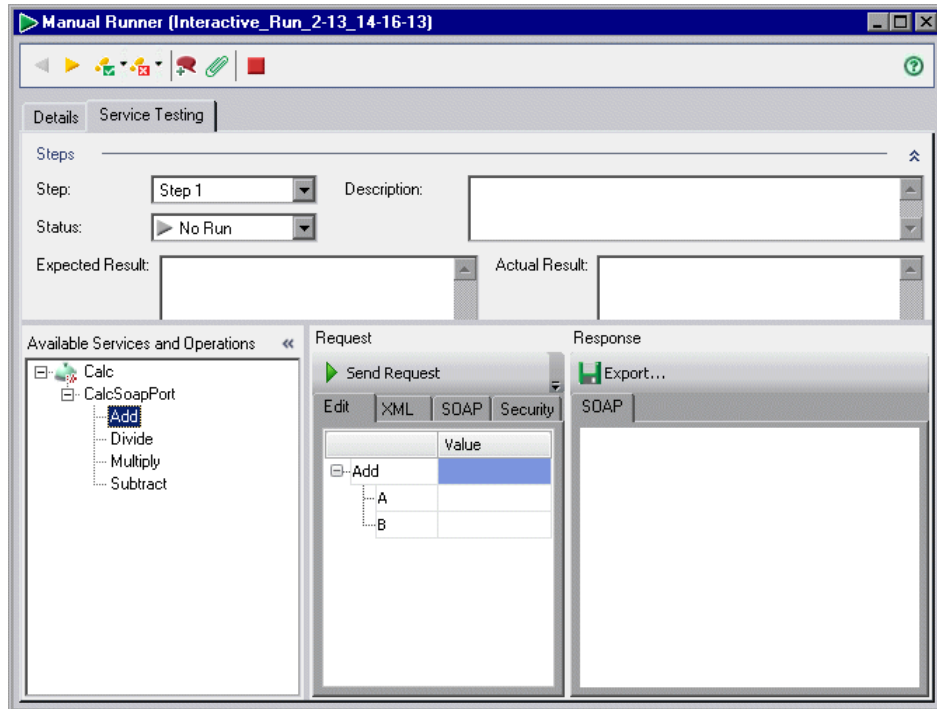 Manual Runner (Interactive_Run_2-13_14-16-13)
Details
Service Testing
Steps
Step:
Step 1
Description:
Status:
No Run
Expected Result:
Actual Result:
Available Services and Operations
Calc
CalcSoapPort
Add
Divide
Multiply
Subtract
Request
Send Request
Edit
XML
SOAP
Security
Value
Add
A
B
Response
Export...
SOAP